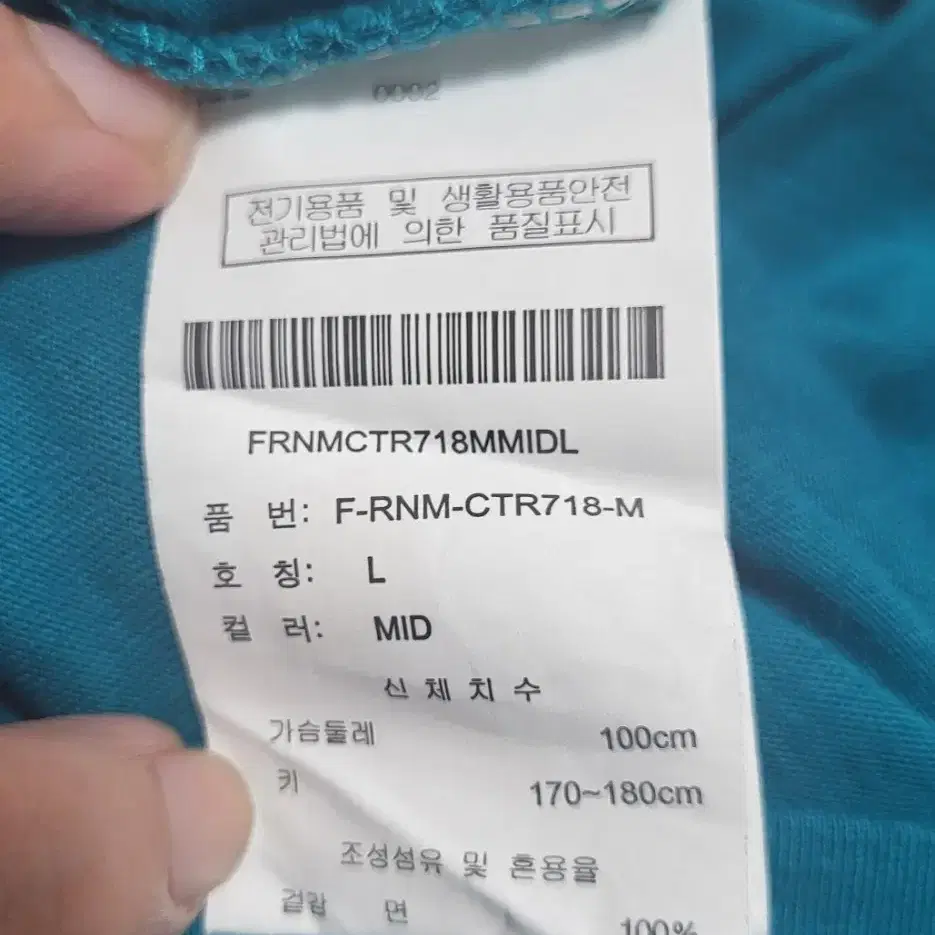 0002
전기용품 및 생활용품안전
관리법에 의한 품질표시
FRNMCTR718MMIDL
품 번: F-RNM-CTR718-M
호 칭: L
컬 러: MID
신체치수
가슴둘레 100cm
키 170~180cm
조성섬유 및 혼용율
겉감 면 100%